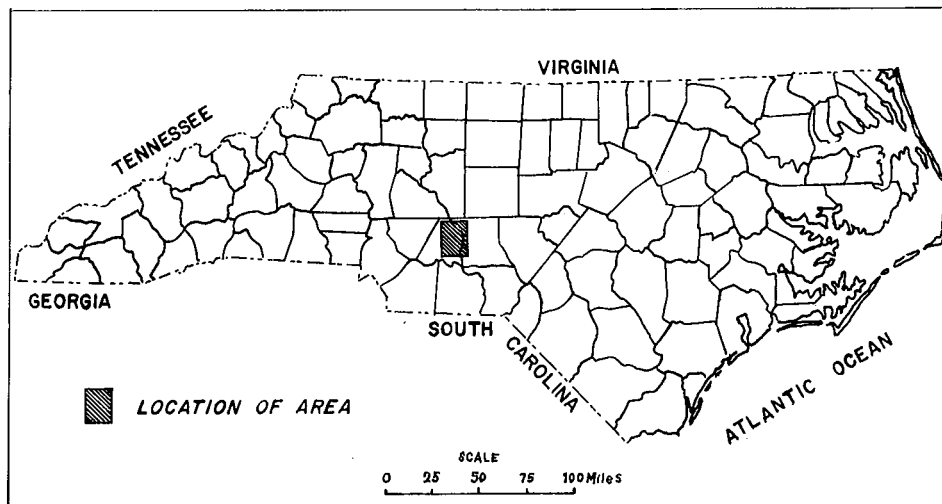 VIRGINIA
TENNESSEE
GEORGIA
SOUTH
CAROLINA
ATLANTIC OCEAN
LOCATION OF AREA
SCALE
0 25 50 75 100 Miles